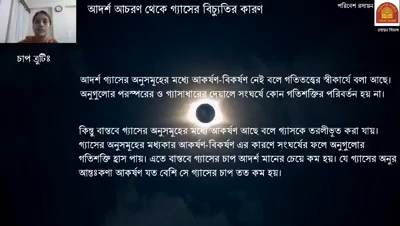 আদর্শ আচরণ থেকে গ্যাসের বিচ্যুতির কারণ
পরিবেশ রসায়ন
রসায়ন বিভাগ
চাপ ত্রুটিঃ
আদর্শ গ্যাসের অনুসমূহের মধ্যে আকর্ষণ-বিকর্ষণ নেই বলে গতিতত্ত্বের স্বীকার্যে বলা আছে।
অনুগুলোর পরস্পরের ও গ্যাসাধারের দেয়ালে সংঘর্ষে কোন গতিশক্তির পরিবর্তন হয় না।
কিন্তু বাস্তবে গ্যাসের অনুসমূহের মধ্যে আকর্ষণ আছে বলে গ্যাসকে তরলীভূত করা যায়।
গ্যাসের অনুসমূহের মধ্যকার আকর্ষণ-বিকর্ষণ এর কারণে সংঘর্ষের ফলে অনুগুলোর
গতিশক্তি হ্রাস পায়। এতে বাস্তবে গ্যাসের চাপ আদর্শ মানের চেয়ে কম হয়। যে গ্যাসের অনুর
আন্তঃকণা আকর্ষণ যত বেশি সে গ্যাসের চাপ তত কম হয়।